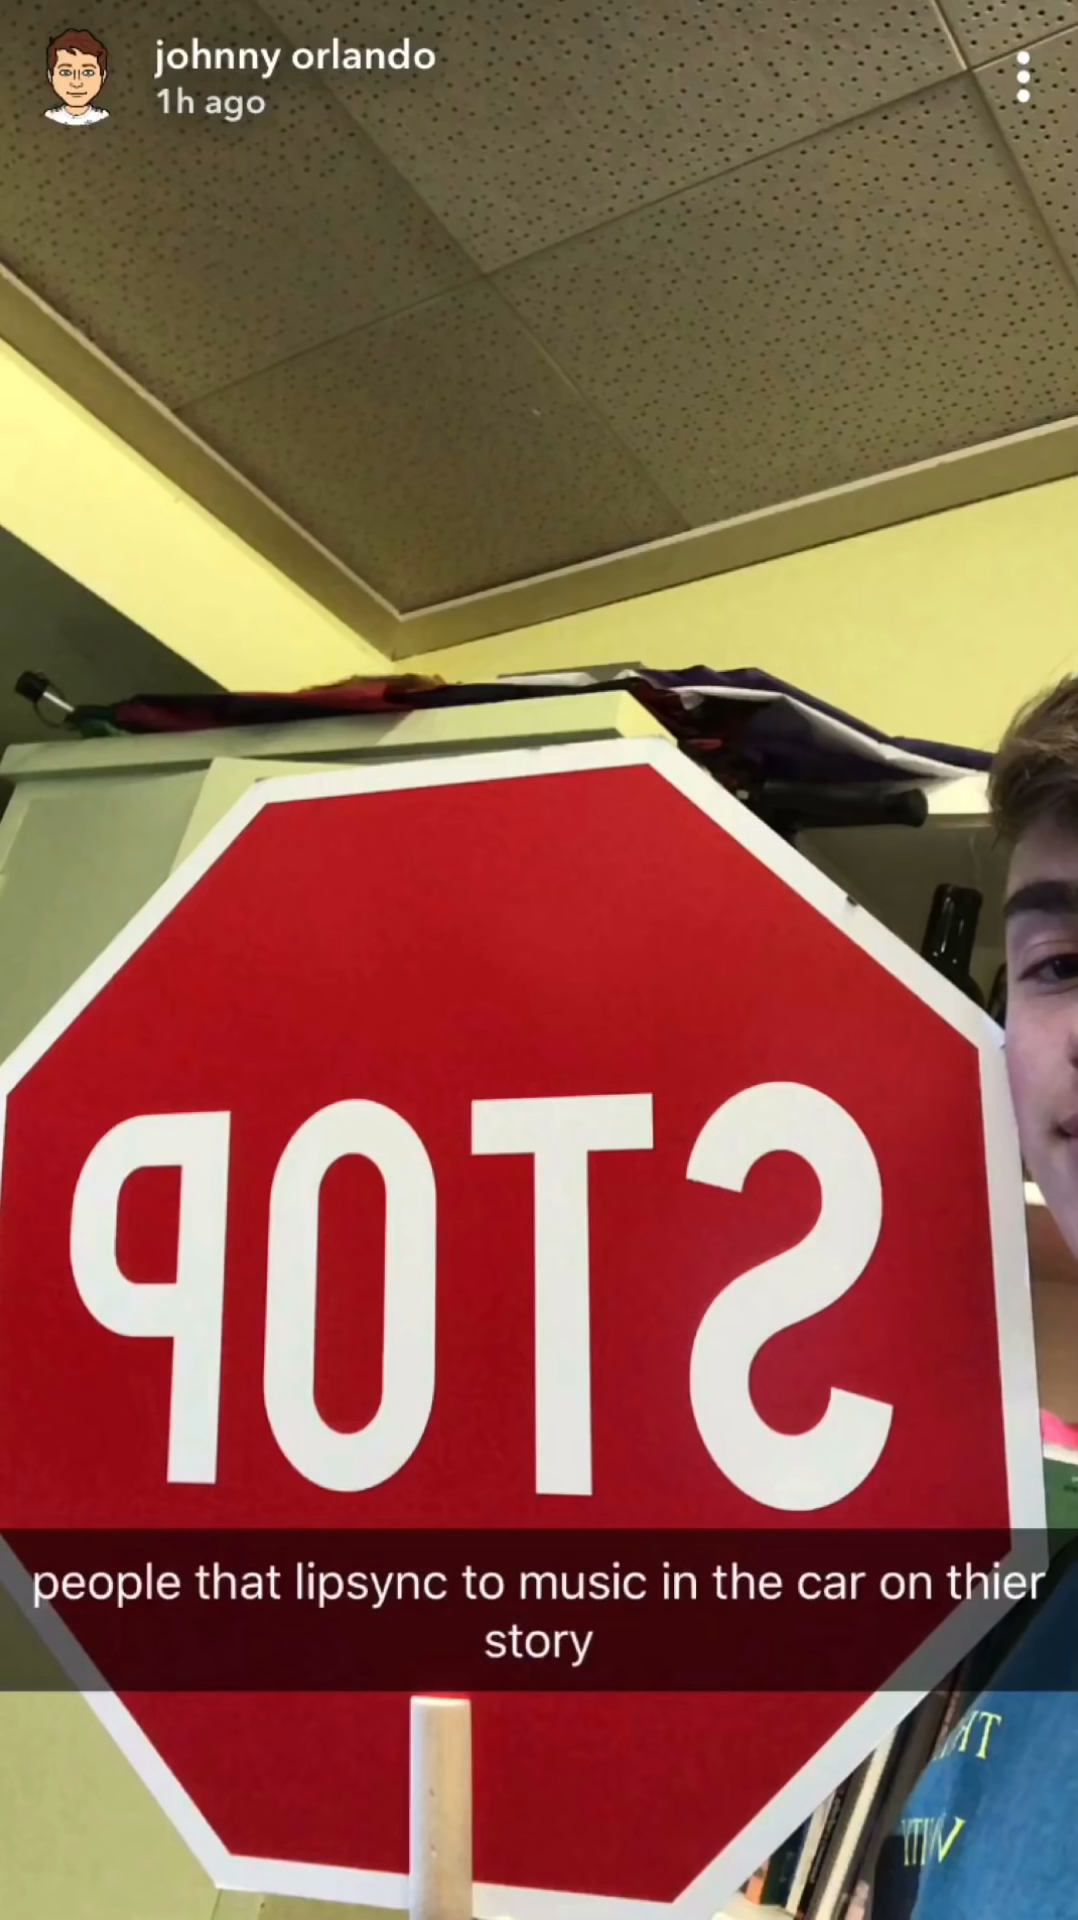 johnny orlando
1h ago
STOP
people that lipsync to music in the car on thier
story